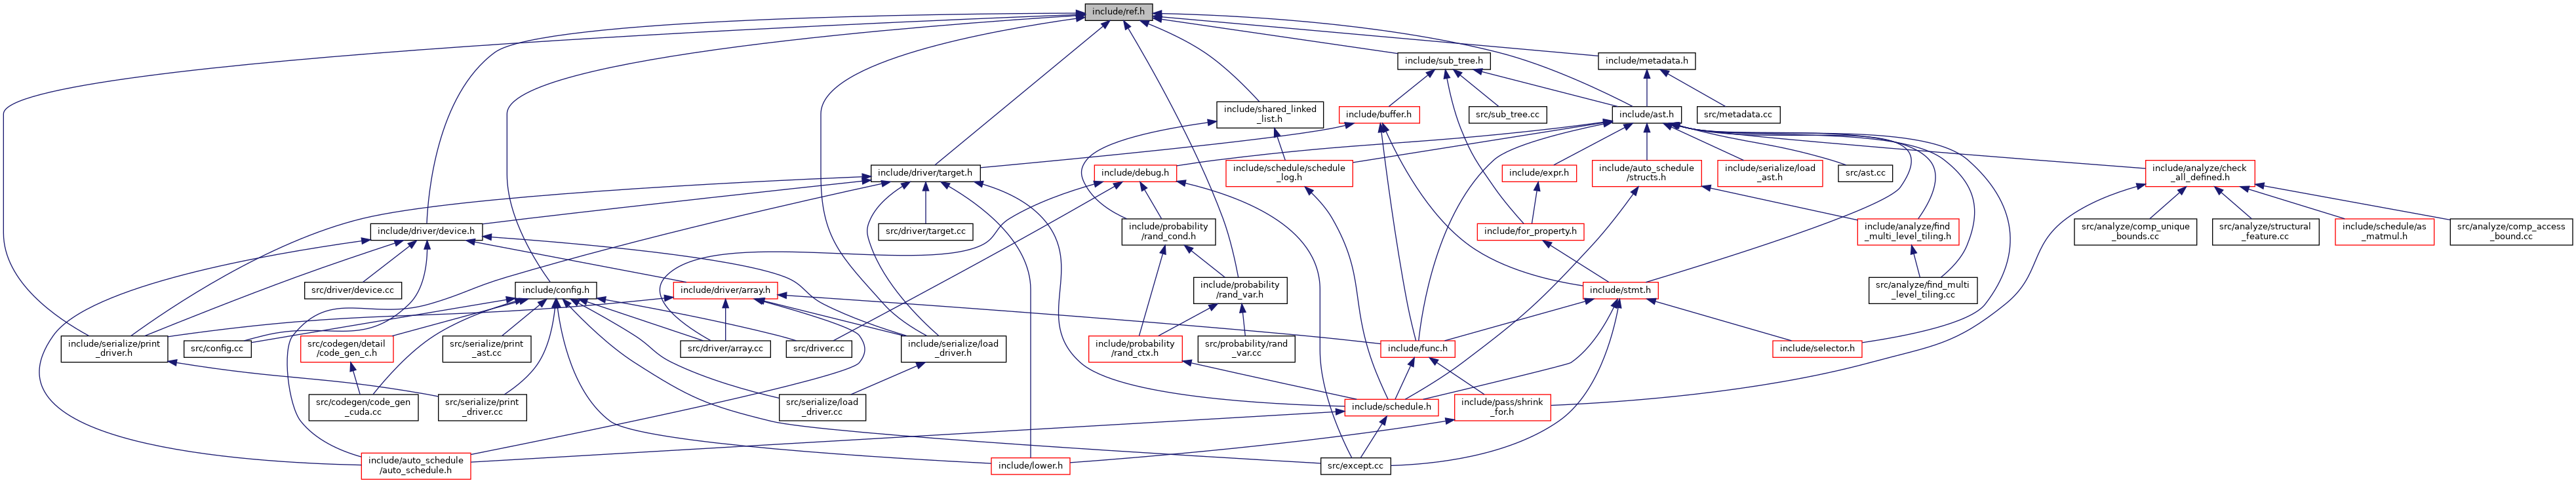 include/ref.h
include/sub_tree.h
include/metadata.h
include/shared_linked
_list.h
include/buffer.h
src/sub_tree.cc
include/ast.h
src/metadata.cc
include/driver/target.h
include/debug.h
include/schedule/schedule
_log.h
include/expr.h
include/auto_schedule
/structs.h
include/serialize/load
_ast.h
src/ast.cc
include/analyze/check
_all_defined.h
include/driver/device.h
src/driver/target.cc
include/probability
/rand_cond.h
include/for_property.h
include/analyze/find
_multi_level_tiling.h
src/analyze/comp_unique
_bounds.cc
src/analyze/structural
_feature.cc
include/schedule/as
_matmul.h
src/analyze/comp_access
_bound.cc
src/driver/device.cc
include/config.h
include/driver/array.h
include/probability
/rand_var.h
include/stmt.h
src/analyze/find_multi
_level_tiling.cc
include/serialize/print
_driver.h
src/config.cc
src/codegen/detail
/code_gen_c.h
src/serialize/print
_ast.cc
src/driver/array.cc
src/driver.cc
include/serialize/load
_driver.h
include/probability
/rand_ctx.h
src/probability/rand
_var.cc
include/func.h
include/selector.h
src/codegen/code_gen
_cuda.cc
src/serialize/print
_driver.cc
src/serialize/load
_driver.cc
include/schedule.h
include/pass/shrink
_for.h
include/auto_schedule
/auto_schedule.h
include/lower.h
src/except.cc